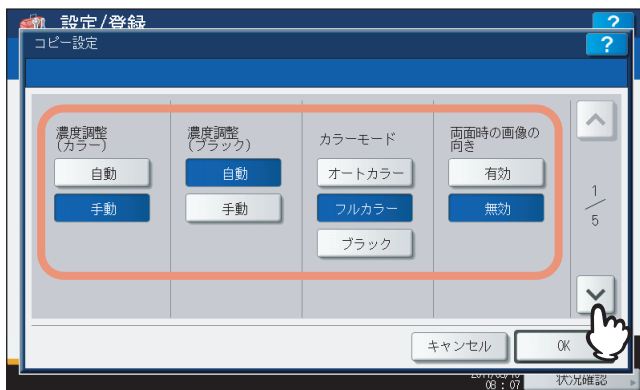 設定/登録
?
コピー設定
?
濃度調整
(カラー)
自動
手動
濃度調整
(ブラック)
自動
手動
カラーモード
オートカラー
フルカラー
ブラック
両面時の画像の
向き
有効
無効
1
5
キャンセル
OK
08:07
状況確認